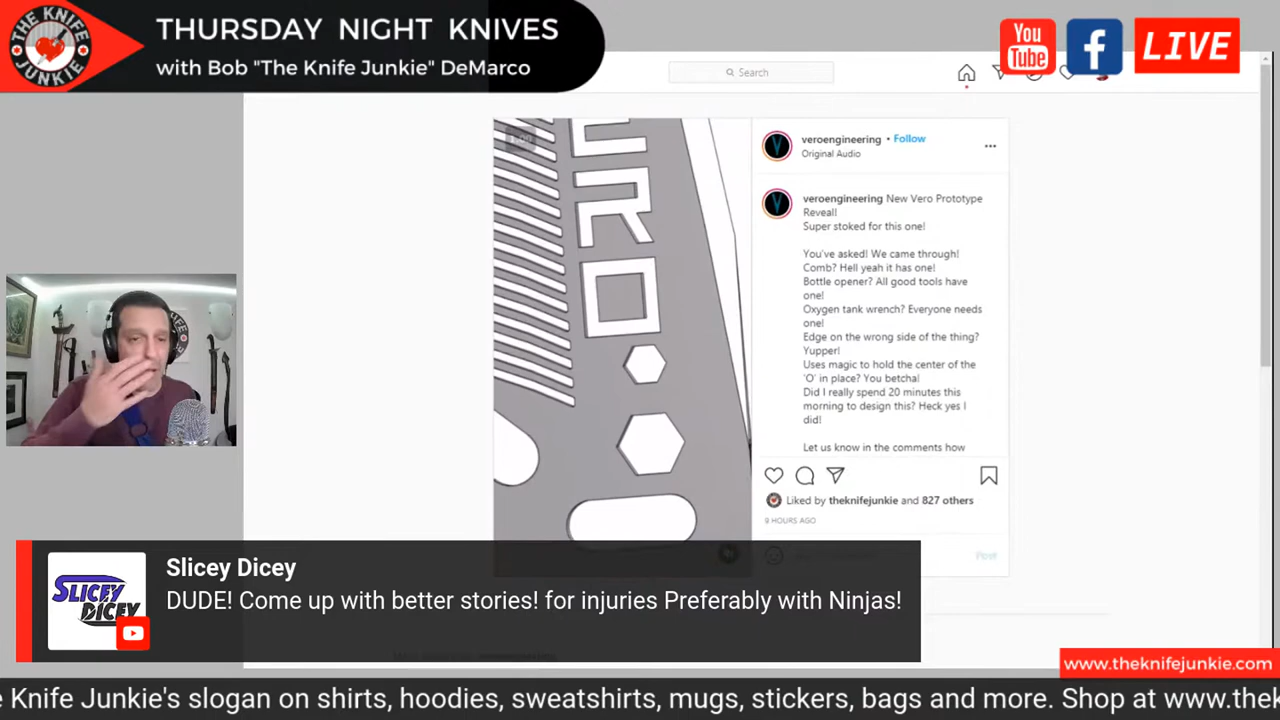 THE KNIFE
JUNKIE
THURSDAY NIGHT KNIVES
with Bob "The Knife Junkie" DeMarco
You
Tube
LIVE
Search
ERO
veroengineering • Follow
Original Audio
veroengineering New Vero Prototype
Reveal!
Super stoked for this one!
You've asked! We came through!
Comb? Hell yeah it has one!
Bottle opener? All good tools have
one!
Oxygen tank wrench? Everyone needs
one!
Edge on the wrong side of the thing?
Yupper!
Uses magic to hold the center of the
'O' in place? You betcha!
Did I really spend 20 minutes this
morning to design this? Heck yes I
did!
Let us know in the comments how
Liked by theknifejunkie and 827 others
9 HOURS AGO
Post
Slicey Dicey
DUDE! Come up with better stories! for injuries Preferably with Ninjas!
SLICEY
DICEY
www.theknifejunkie.com
e Knife Junkie's slogan on shirts, hoodies, sweatshirts, mugs, stickers, bags and more. Shop at www.thek